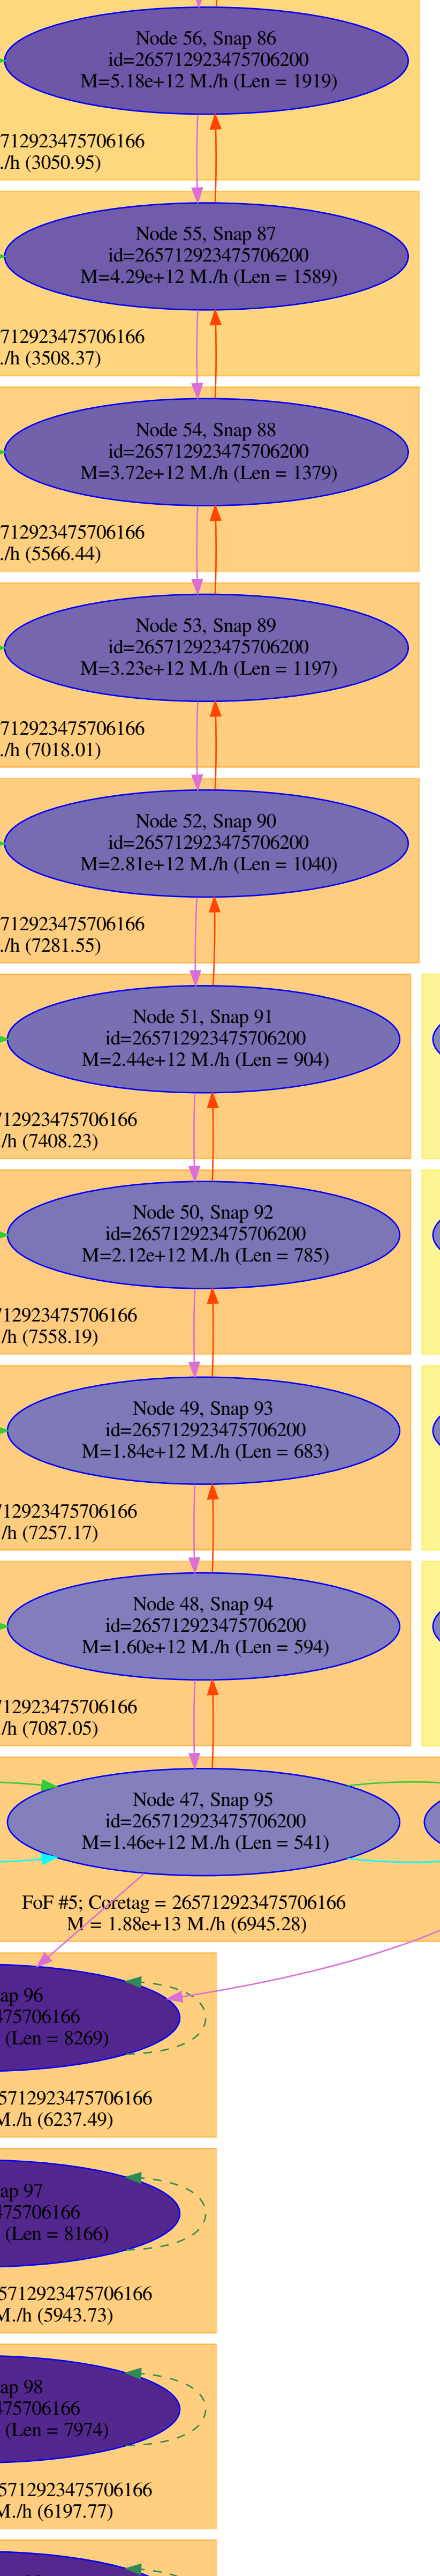 Node 56, Snap 86
id=265712923475706200
M=5.18e+12 M./h (Len = 1919)
712923475706166
./h (3050.95)
Node 55, Snap 87
id=265712923475706200
M=4.29e+12 M./h (Len = 1589)
712923475706166
./h (3508.37)
Node 54, Snap 88
id=265712923475706200
M=3.72e+12 M./h (Len = 1379)
712923475706166
./h (5566.44)
Node 53, Snap 89
id=265712923475706200
M=3.23e+12 M./h (Len = 1197)
712923475706166
./h (7018.01)
Node 52, Snap 90
id=265712923475706200
M=2.81e+12 M./h (Len = 1040)
712923475706166
./h (7281.55)
Node 51, Snap 91
id=265712923475706200
M=2.44e+12 M./h (Len = 904)
712923475706166
./h (7408.23)
Node 50, Snap 92
id=265712923475706200
M=2.12e+12 M./h (Len = 785)
712923475706166
./h (7558.19)
Node 49, Snap 93
id=265712923475706200
M=1.84e+12 M./h (Len = 683)
712923475706166
./h (7257.17)
Node 48, Snap 94
id=265712923475706200
M=1.60e+12 M./h (Len = 594)
712923475706166
./h (7087.05)
Node 47, Snap 95
id=265712923475706200
M=1.46e+12 M./h (Len = 541)
FoF #5; Coretag = 265712923475706166
M = 1.88e+13 M./h (6945.28)
ap 96
475706166
(Len = 8269)
65712923475706166
M./h (6237.49)
ap 97
475706166
(Len = 8166)
65712923475706166
M./h (5943.73)
ap 98
475706166
(Len = 7974)
65712923475706166
M./h (6197.77)